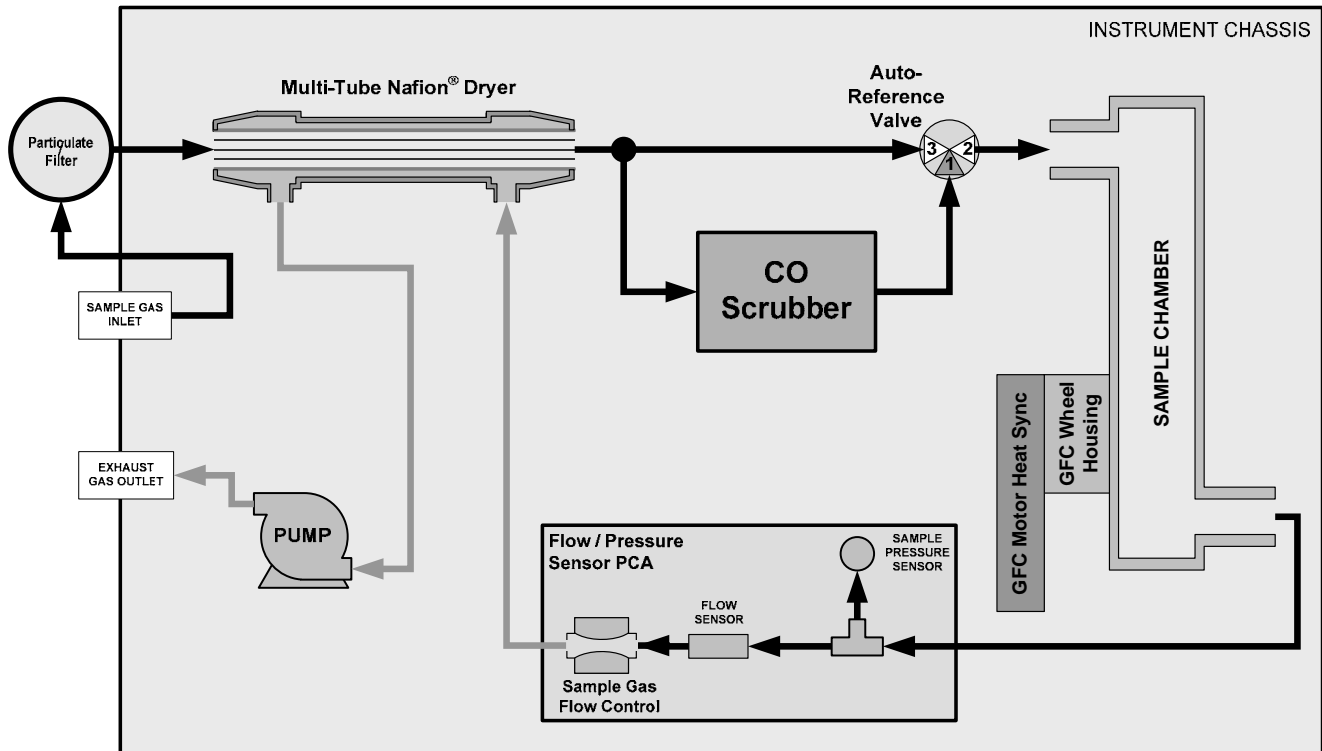 INSTRUMENT CHASSIS
Multi-Tube Nafion® Dryer
Auto-
Reference
Valve
Particulate
Filter
3
2
1
CO
Scrubber
SAMPLE GAS
INLET
SAMPLE CHAMBER
GFC Motor Heat Sync
GFC Wheel
Housing
EXHAUST
GAS OUTLET
PUMP
Flow / Pressure
Sensor PCA
SAMPLE
PRESSURE
SENSOR
FLOW
SENSOR
Sample Gas
Flow Control